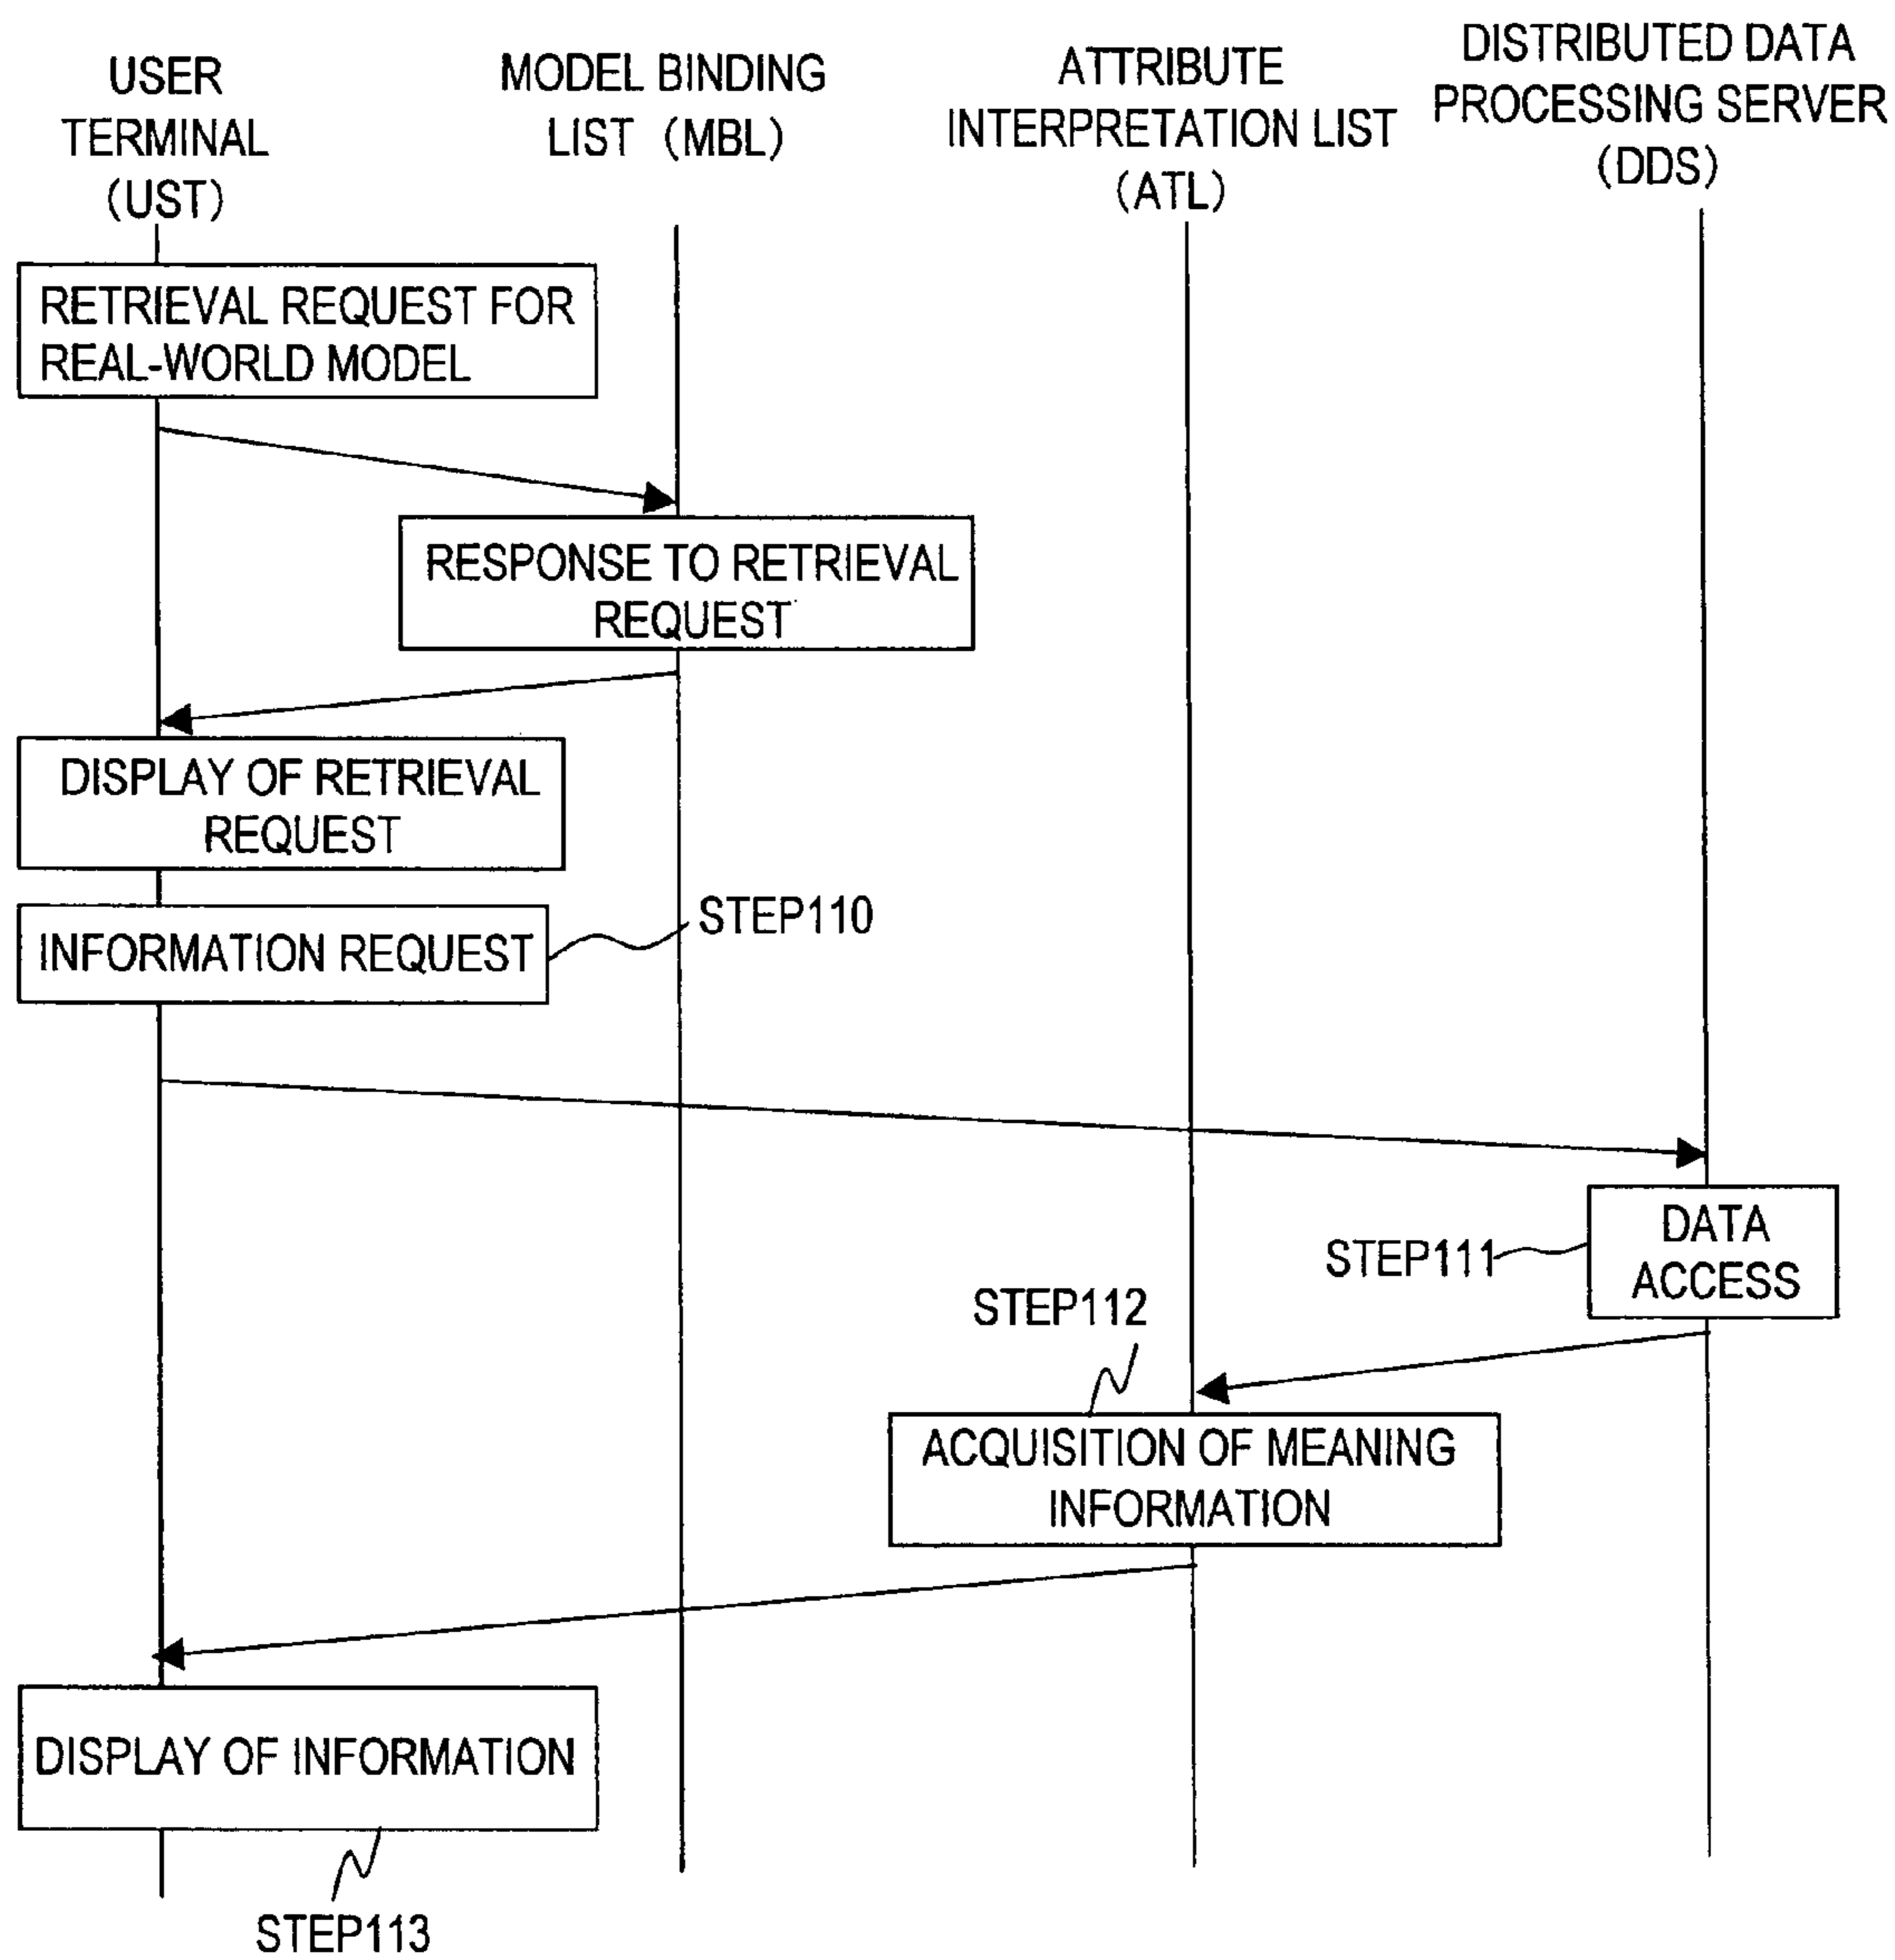 USER
TERMINAL
(UST)
MODEL BINDING
LIST (MBL)
ATTRIBUTE
INTERPRETATION LIST
(ATL)
DISTRIBUTED DATA
PROCESSING SERVER
(DDS)
RETRIEVAL REQUEST FOR
REAL-WORLD MODEL
RESPONSE TO RETRIEVAL
REQUEST
DISPLAY OF RETRIEVAL
REQUEST
INFORMATION REQUEST
STEP110
DATA
ACCESS
STEP111
STEP112
ACQUISITION OF MEANING
INFORMATION
DISPLAY OF INFORMATION
STEP113